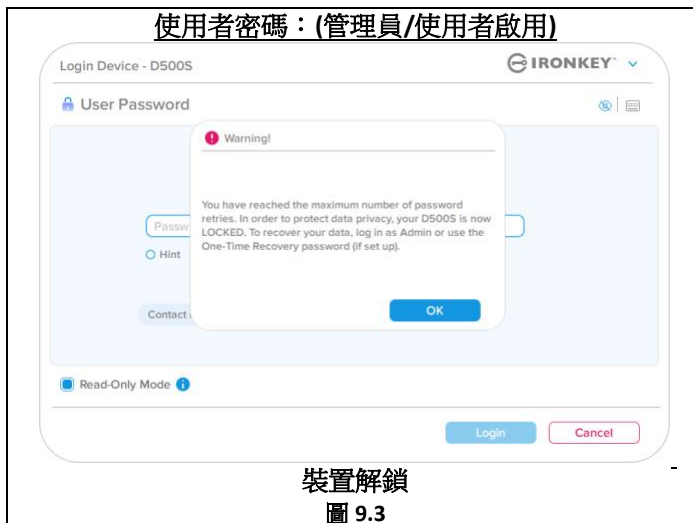 使用者密碼：(管理員/使用者啟用)
Login Device - D500S
IRONKEY
User Password
Warning!
You have reached the maximum number of password
retries. In order to protect data privacy, your D500S is now
LOCKED. To recover your data, log in as Admin or use the
One-Time Recovery password (if set up).
Passw
Hint
OK
Contact
Read-Only Mode
Login
Cancel
裝置解鎖
圖 9.3